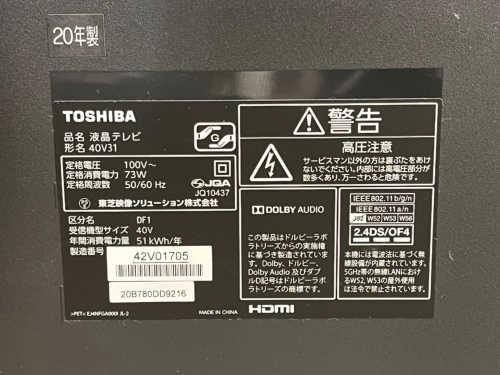 20年製
TOSHIBA
品名 液晶テレビ
形名 40V31
定格電圧 100V~
定格消費電力 73W
定格周波数 50/60 Hz
JQA
JQ10437
東芝映像ソリューション株式会社
区分名 DF1
受信機型サイズ 40V
年間消費電力量 51kWh/年
製造番号
42V01705
20B780DD9216
>PET< EJ4NFGA000I JL-2
MADE IN CHINA
警告
高圧注意
サービスマン以外の方は裏ぶたをあけ
ないでください。内部には高電圧部分が
数多くあり、万一さわると危険です。
DOLBY AUDIO
この製品はドルビーラボ
ラトリーズからの実施権
に基づき製造されていま
す。Dolby、ドルビー、
Dolby Audio 及びダブ
ルD記号はドルビーラボ
ラトリーズの商標です。
HDMI
IEEE802.11b/g/n
IEEE802.11a/n
J52 W52 W53 W56
2.4DS/OF4
本機には電波法に基づく無
線設備が内蔵されています。
5GHz帯の無線LANにおけ
るW52、W53の屋外使用
は法令で禁止されています。